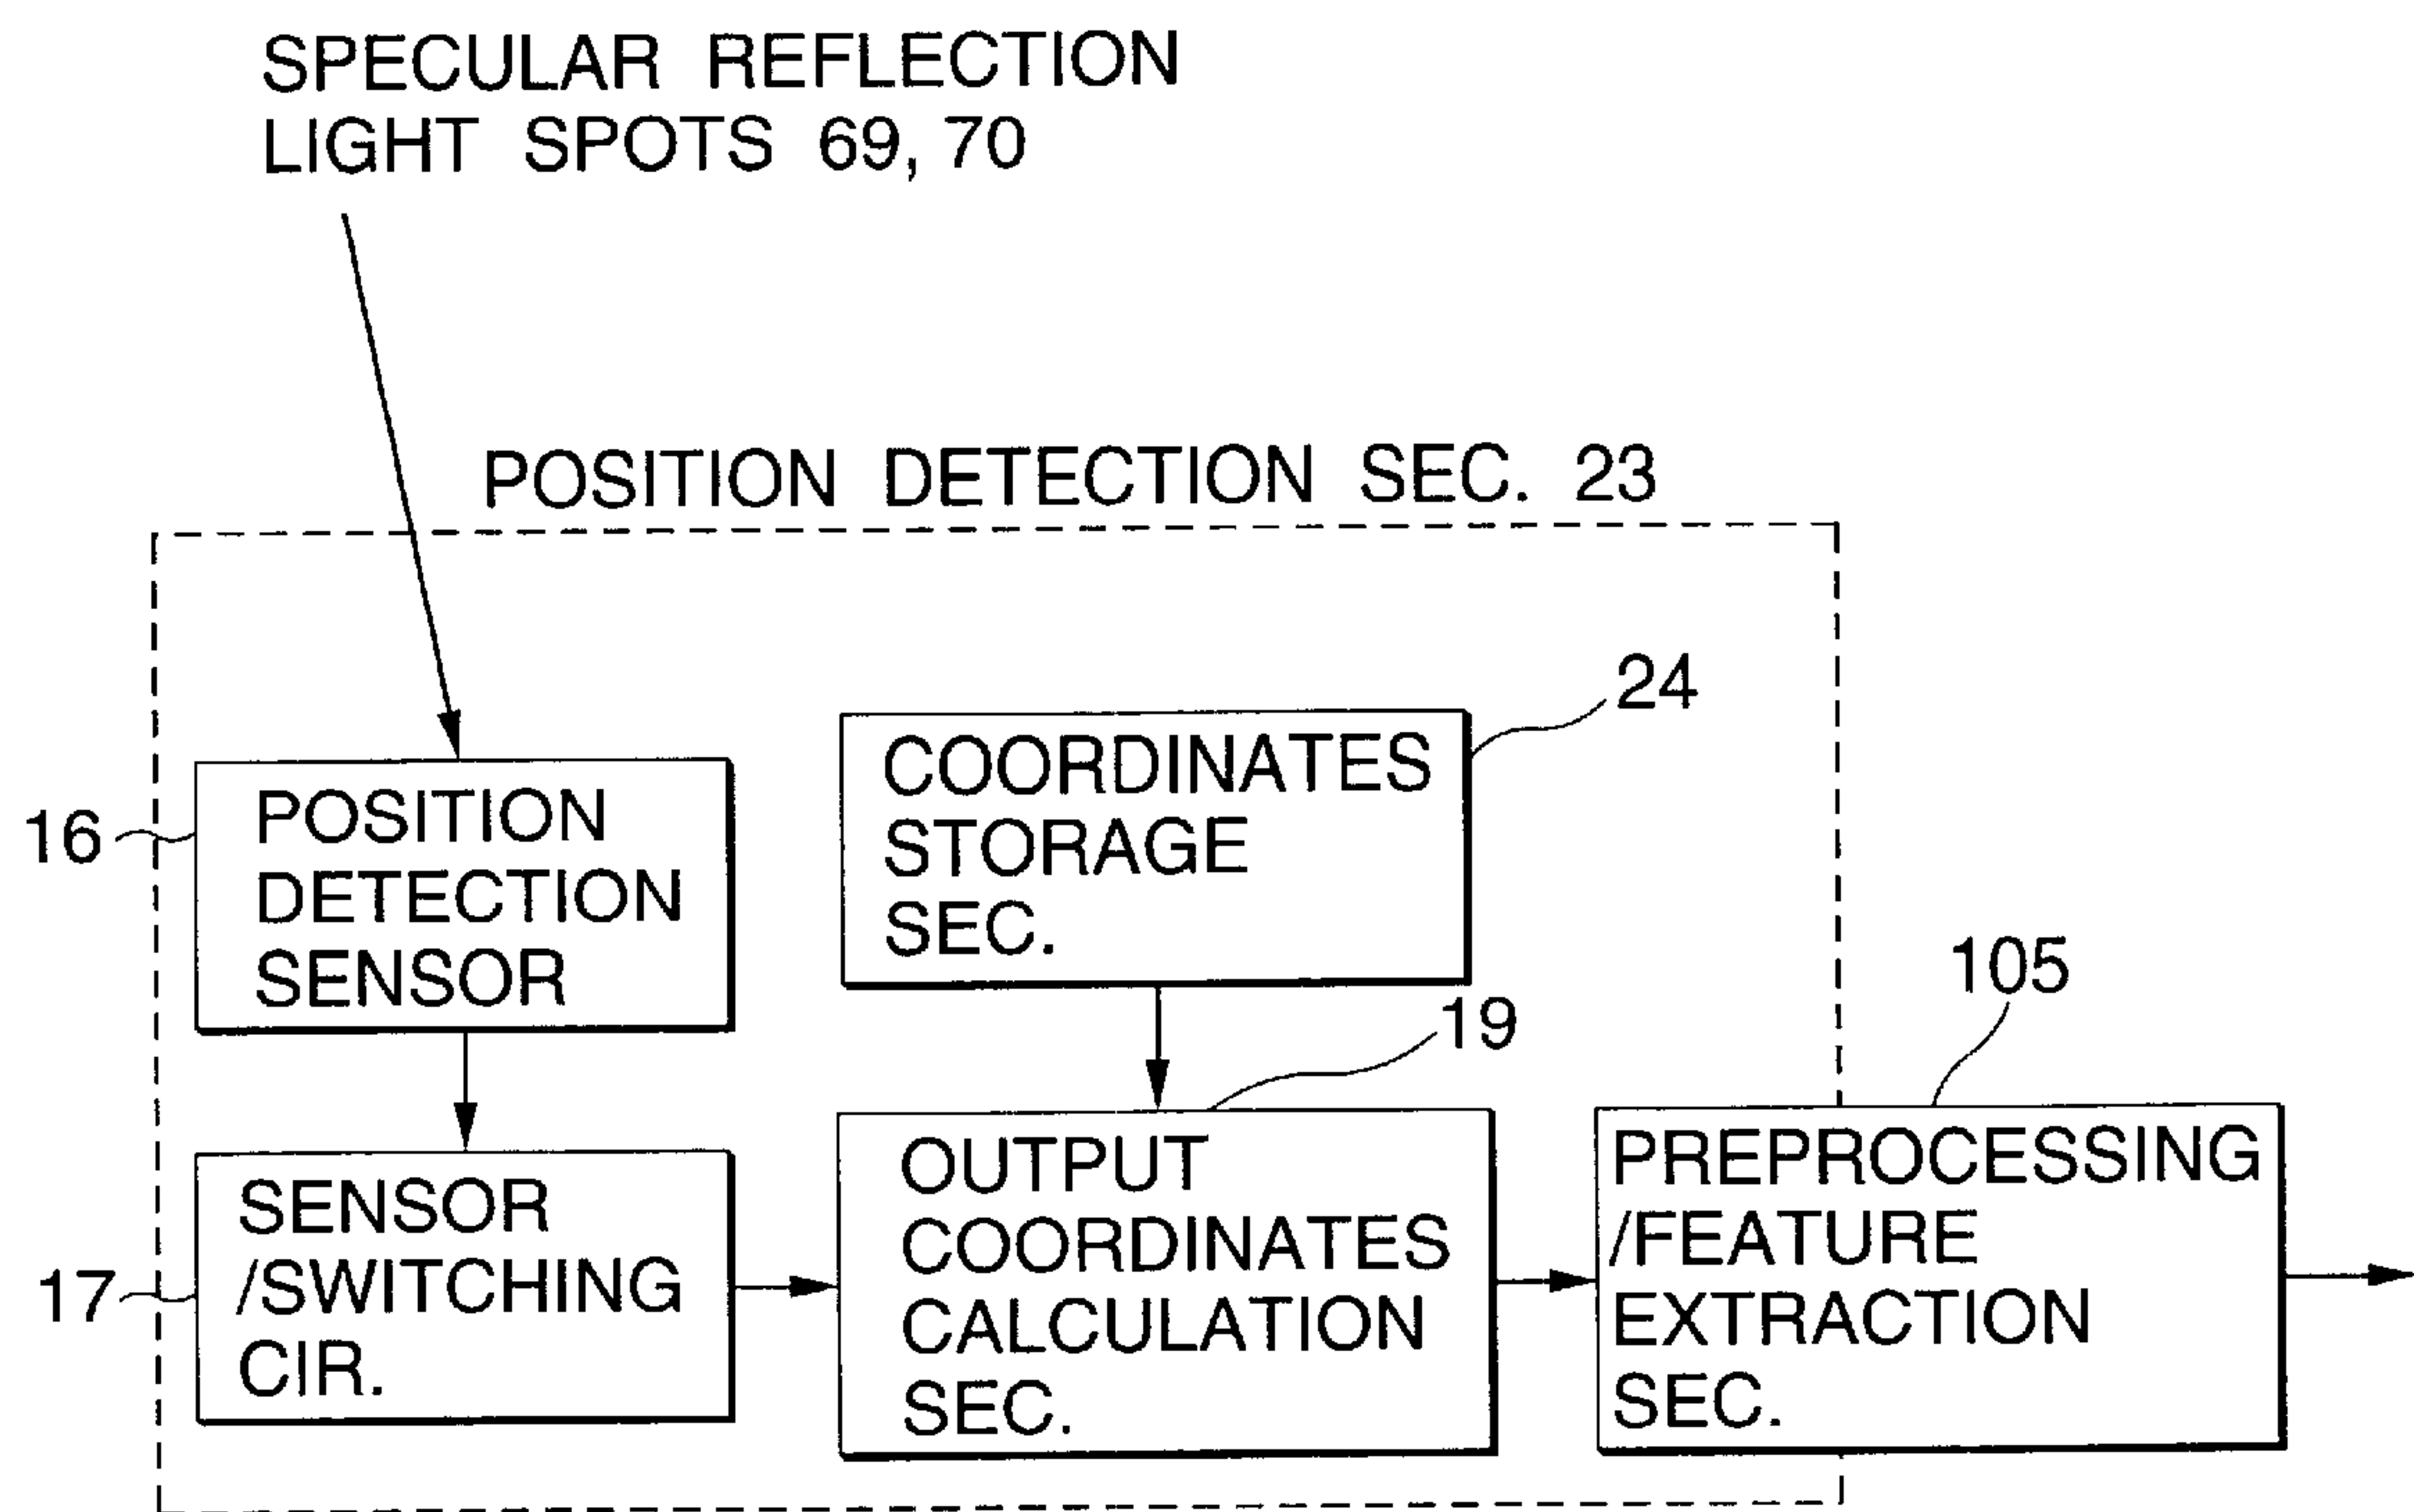 SPECULAR REFLECTION
LIGHT SPOTS 69, 70
POSITION DETECTION SEC. 23
24
16
POSITION
DETECTION
SENSOR
COORDINATES
STORAGE
SEC.
105
19
17
SENSOR
/SWITCHING
CIR.
OUTPUT
COORDINATES
CALCULATION
SEC.
PREPROCESSING
/FEATURE
EXTRACTION
SEC.